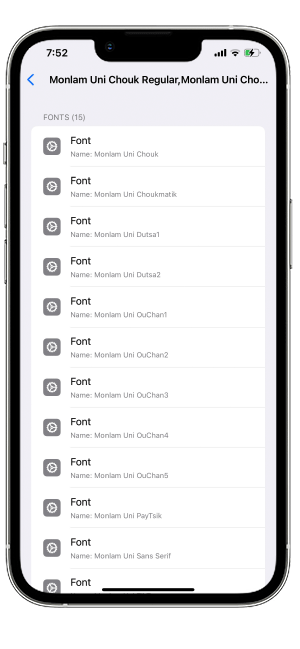 7:52
Monlam Uni Chouk Regular,Monlam Uni Cho...
FONTS (15)
Font
Name: Monlam Uni Chouk
Font
Name: Monlam Uni Choukmatik
Font
Name: Monlam Uni Dutsa1
Font
Name: Monlam Uni Dutsa2
Font
Name: Monlam Uni OuChan1
Font
Name: Monlam Uni OuChan2
Font
Name: Monlam Uni OuChan3
Font
Name: Monlam Uni OuChan4
Font
Name: Monlam Uni OuChan5
Font
Name: Monlam Uni PayTsik
Font
Name: Monlam Uni Sans Serif
Font